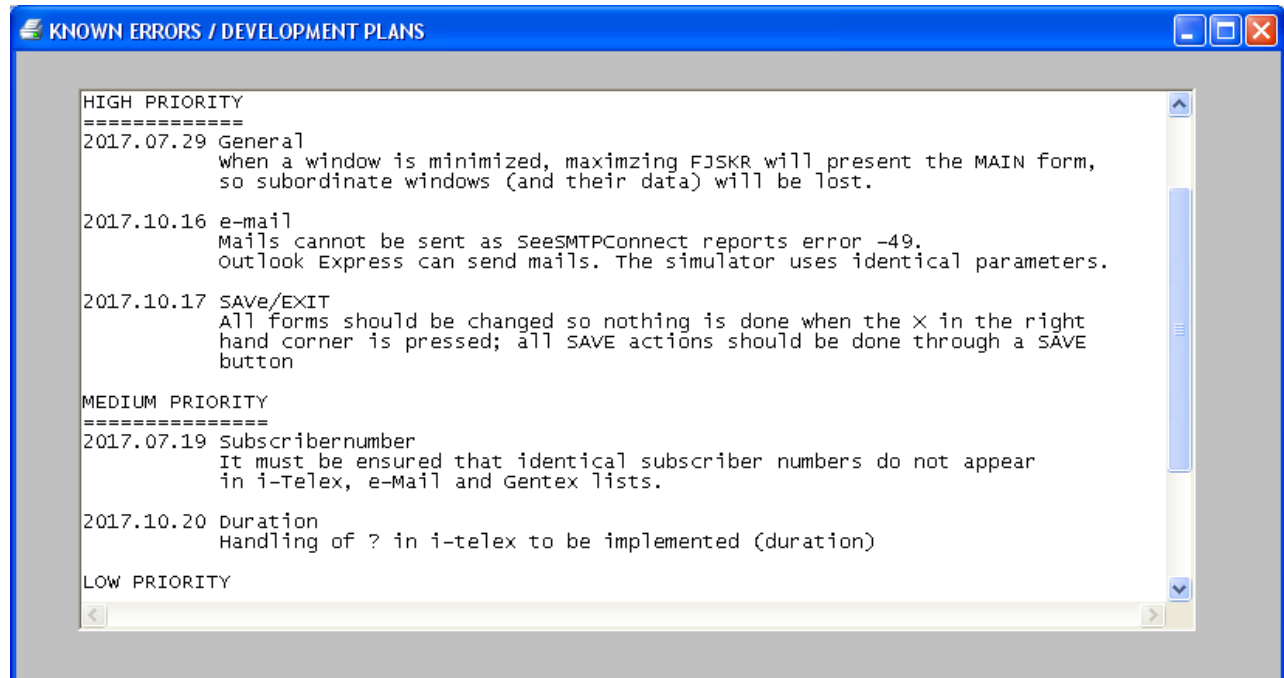 KNOWN ERRORS / DEVELOPMENT PLANS
HIGH PRIORITY
=============
2017.07.29 General
When a window is minimized, maximzing FJSKR will present the MAIN form,
so subordinate windows (and their data) will be lost.
2017.10.16 e-mail
Mails cannot be sent as SeeSMTPConnect reports error -49.
Outlook Express can send mails. The simulator uses identical parameters.
2017.10.17 SAVe/EXIT
All forms should be changed so nothing is done when the X in the right
hand corner is pressed; all SAVE actions should be done through a SAVE
button
MEDIUM PRIORITY
===============
2017.07.19 Subscribernumber
It must be ensured that identical subscriber numbers do not appear
in i-Telex, e-Mail and Gentex lists.
2017.10.20 Duration
Handling of ? in i-telex to be implemented (duration)
LOW PRIORITY